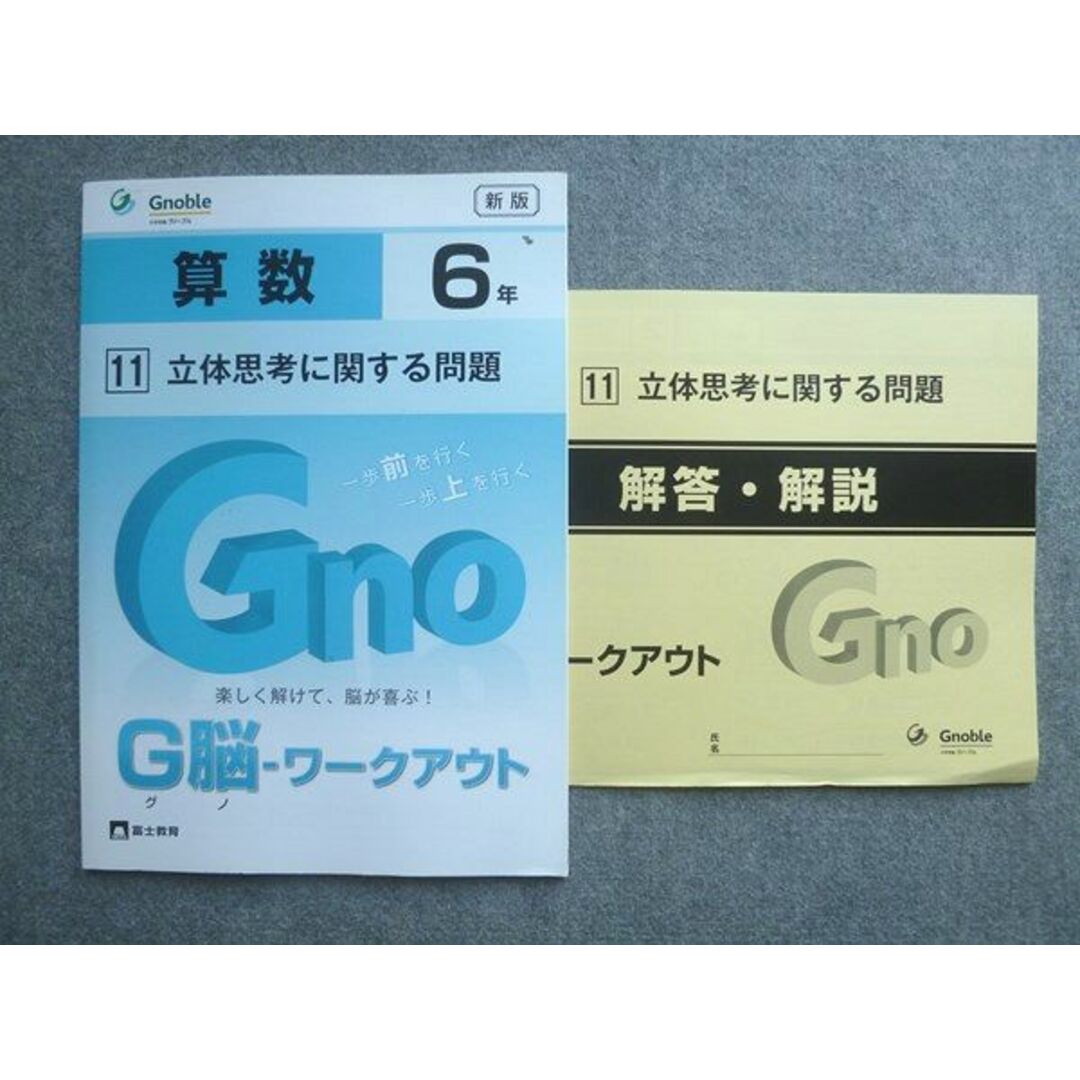 Gnoble
新版
算数
6年
11 立体思考に関する問題
一歩前を行く
一歩上を行く
Gno
楽しく解けて、脳が喜ぶ!
G脳-ワークアウト
グ ノ
富士教育
11 立体思考に関する問題
解答・解説
Gno
ークアウト
氏名
Gnoble